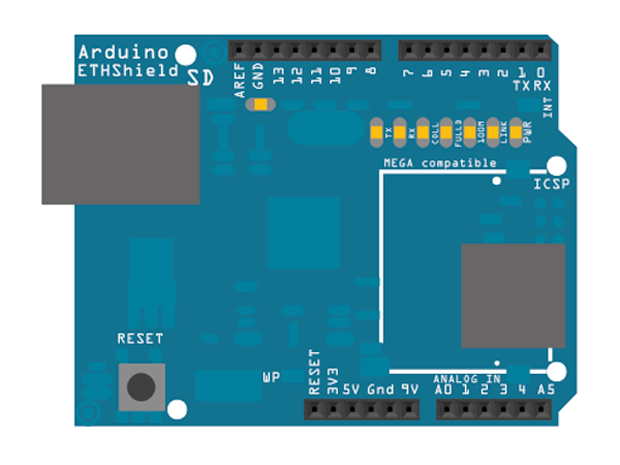 Arduino
ETHShield
SD
AREF
GND
13
12
11
10
9
8
7
6
5
4
3
2
1
0
TX RX
INT
TX
RX
COLL
FULLD
100M
LINK
PWR
MEGA compatible
ICSP
RESET
WP
RESET
3V3
5V Gnd 9V
ANALOG IN
A0 1 2 3 4 A5